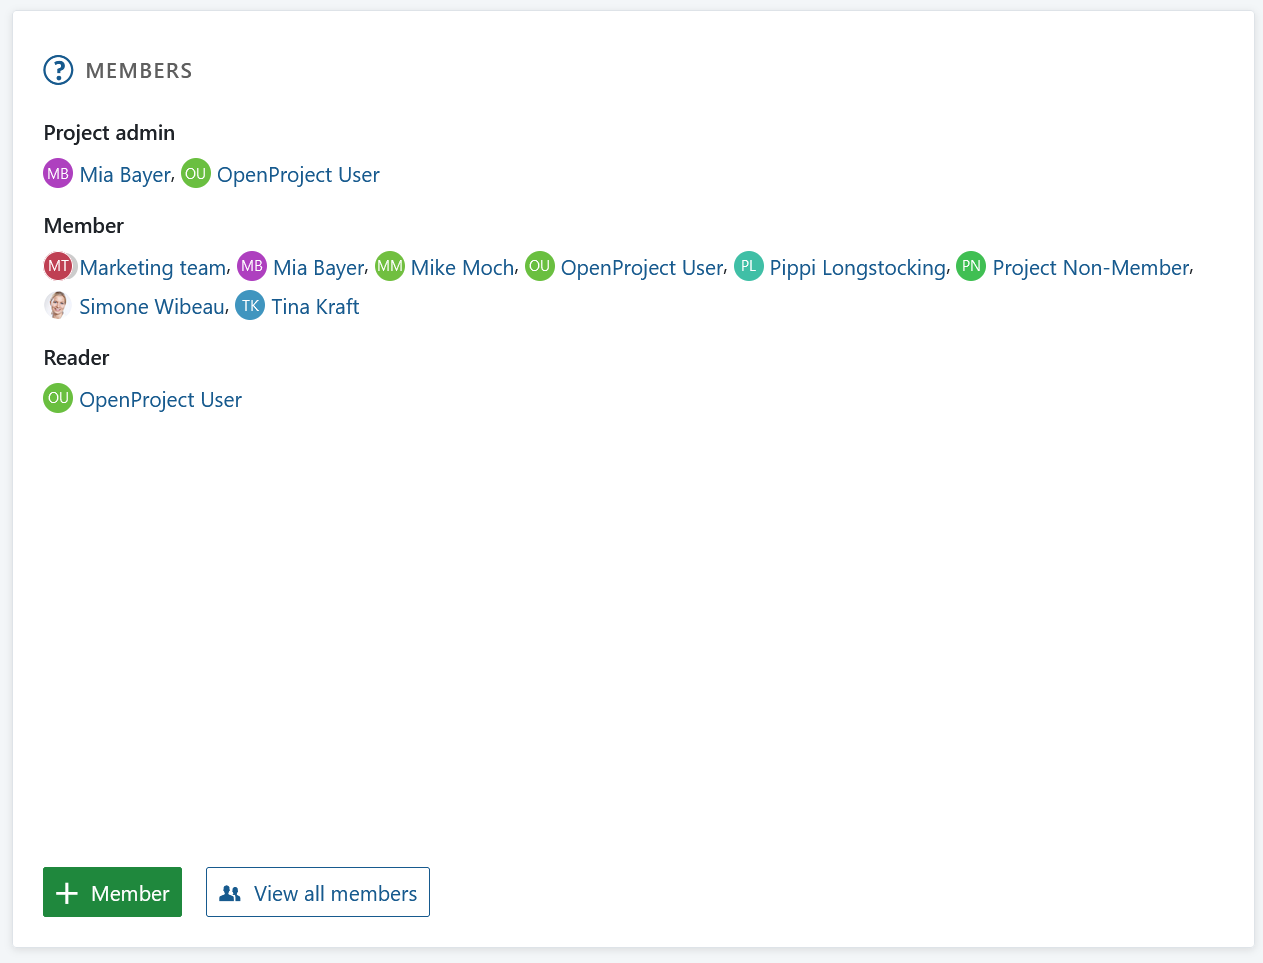 ? MEMBERS
Project admin
MB Mia Bayer, OU OpenProject User
Member
MT Marketing team, MB Mia Bayer, MM Mike Moch, OU OpenProject User, PL Pippi Longstocking, PN Project Non-Member,
Simone Wibeau, TK Tina Kraft
Reader
OU OpenProject User
+ Member View all members